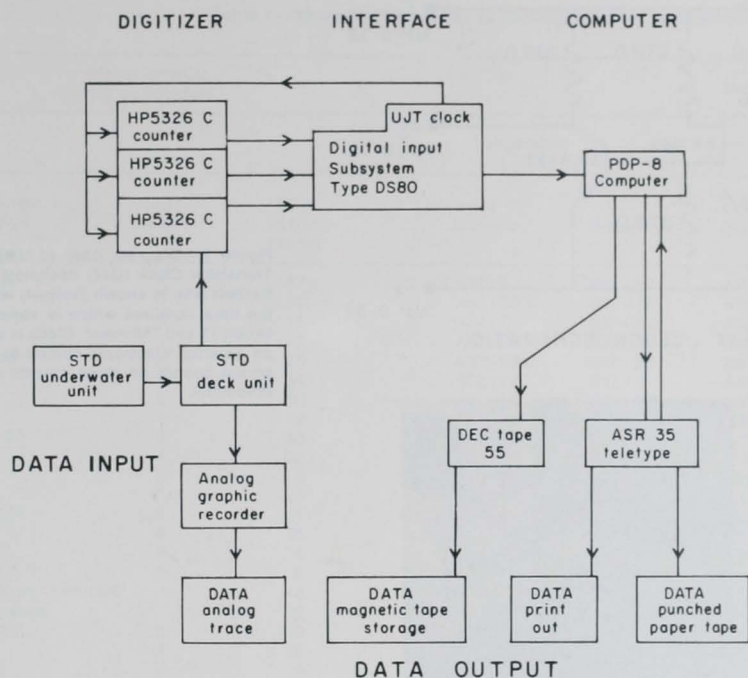 DIGITIZER INTERFACE COMPUTER
HP5326 C
counter
HP5326 C
counter
HP5326 C
counter
UJT clock
Digital input
Subsystem
Type DS80
PDP-8
Computer
STD
underwater
unit
STD
deck unit
DATA INPUT
Analog
graphic
recorder
DEC tape
55
ASR 35
teletype
DATA
analog
trace
DATA
magnetic tape
storage
DATA
print
out
DATA
punched
paper tape
DATA OUTPUT